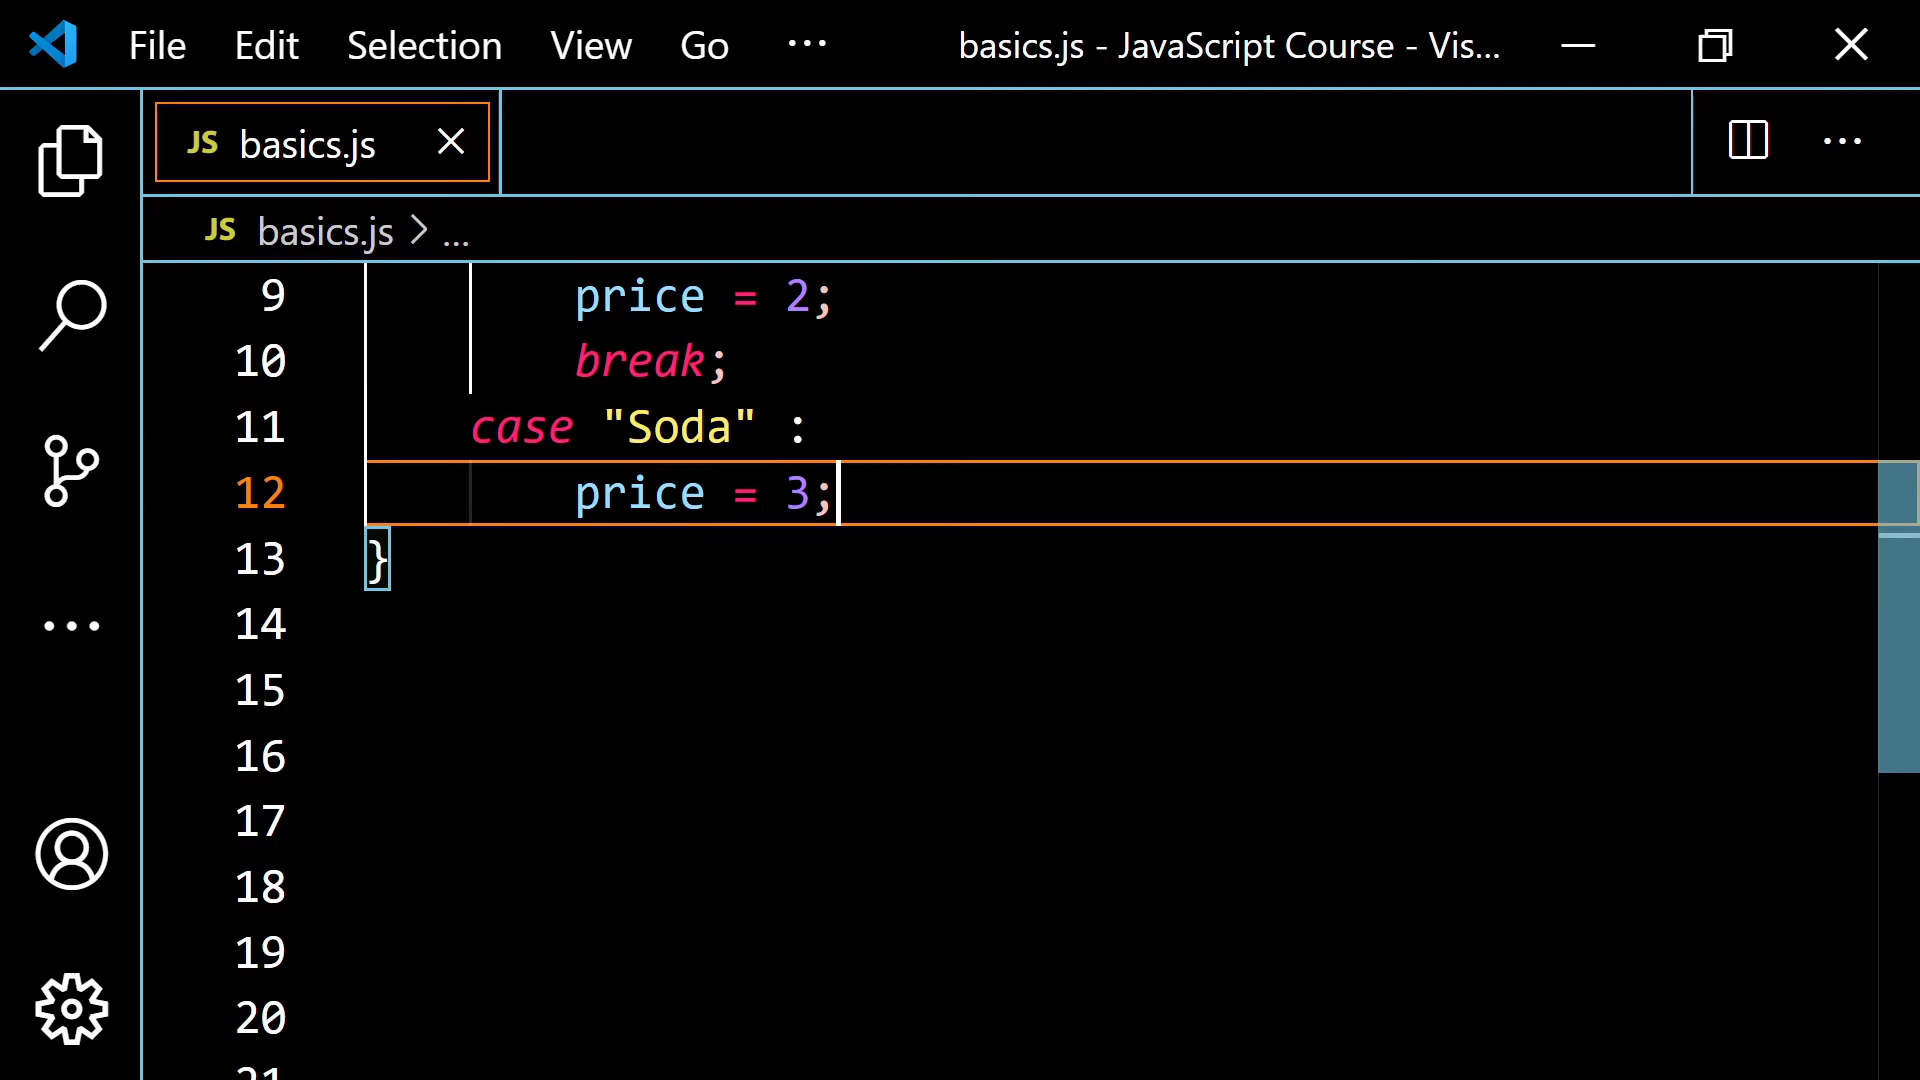 File Edit Selection View Go ··· basics.js - JavaScript Course - Vis...
JS basics.js
JS basics.js > ...
9 price = 2;
10 break;
11 case "Soda" :
12 price = 3;
13 }
14
15
16
17
18
19
20
21